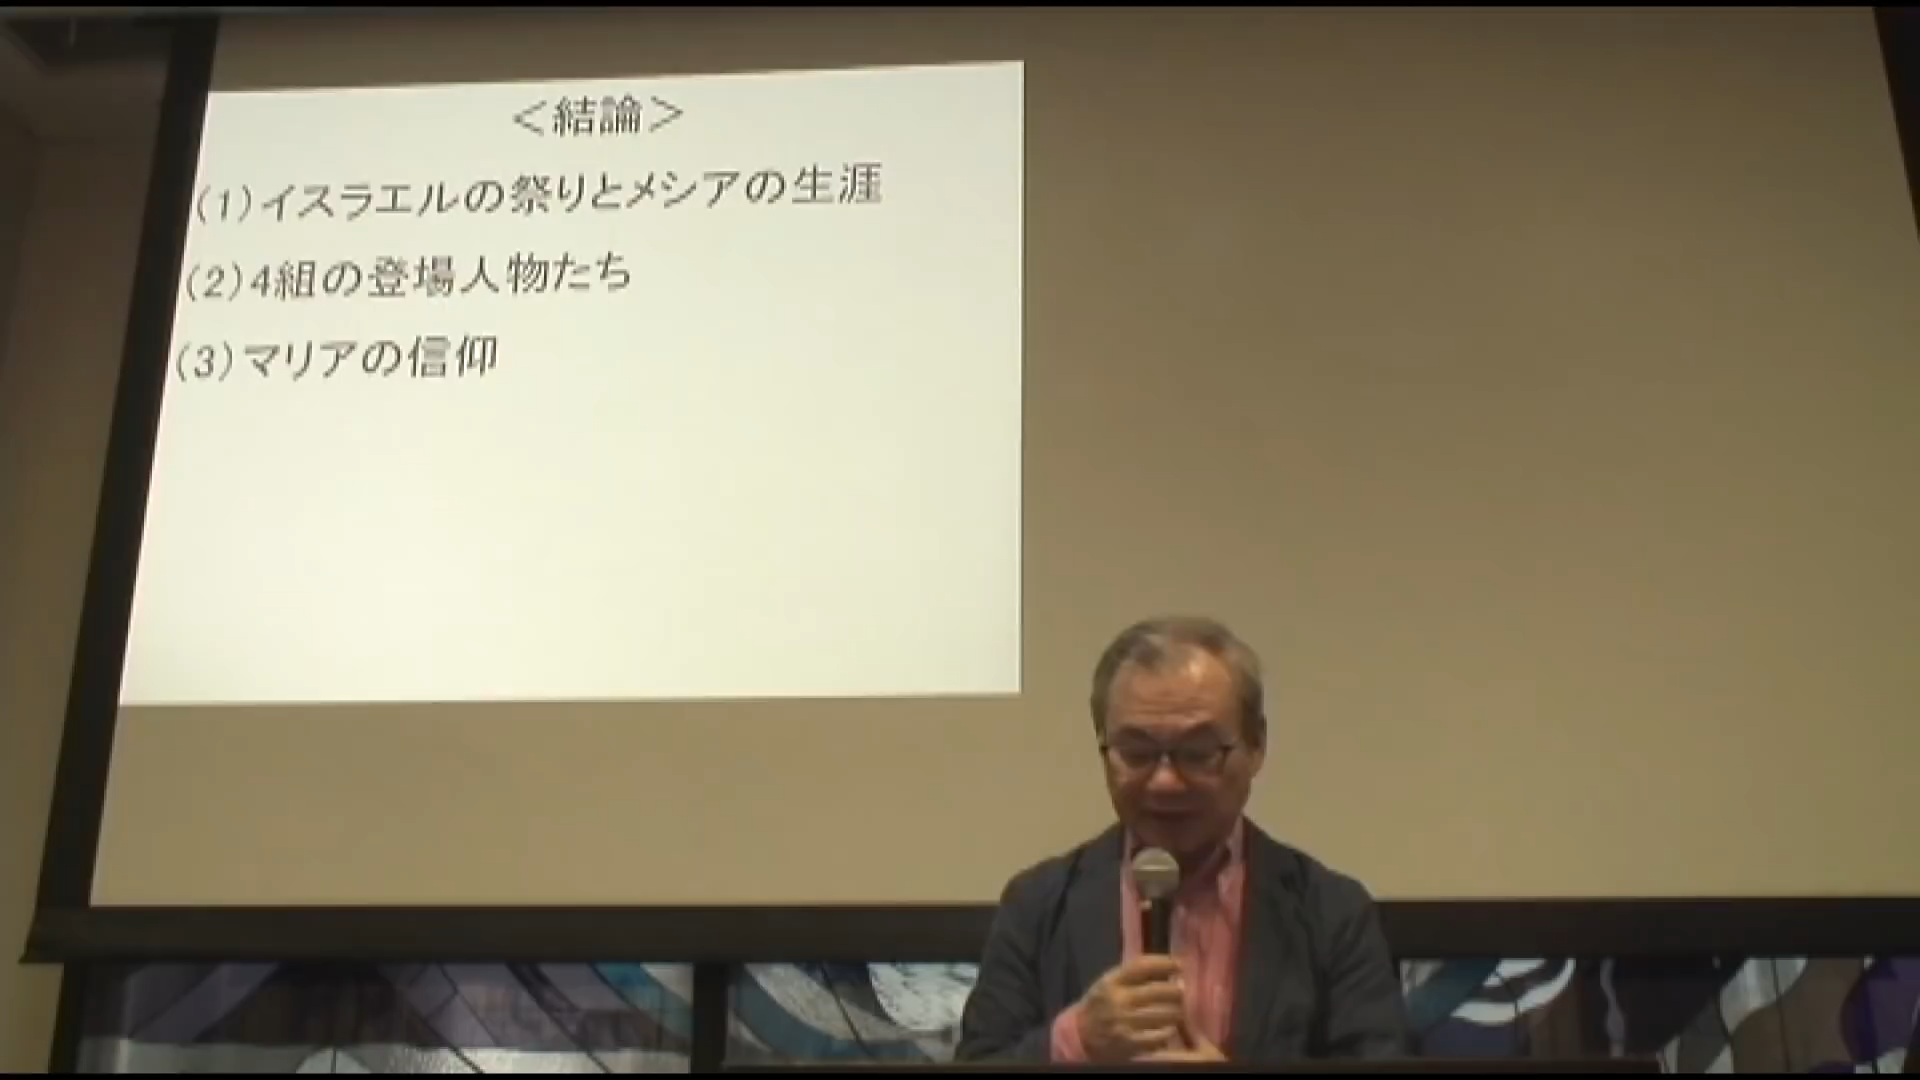 ＜結論＞
(1)イスラエルの祭りとメシアの生涯
(2)4組の登場人物たち
(3)マリアの信仰